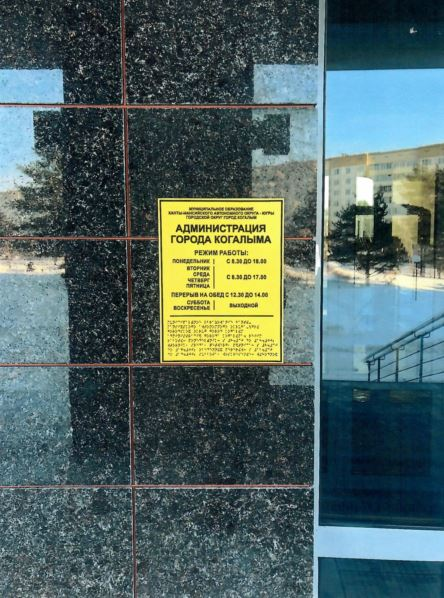 МУНИЦИПАЛЬНОЕ ОБРАЗОВАНИЕ
ХАНТЫ-МАНСИЙСКОГО АВТОНОМНОГО ОКРУГА - ЮГРЫ
ГОРОДСКОЙ ОКРУГ ГОРОД КОГАЛЫМ
АДМИНИСТРАЦИЯ
ГОРОДА КОГАЛЫМА
РЕЖИМ РАБОТЫ:
ПОНЕДЕЛЬНИК С 8.30 ДО 18.00
ВТОРНИК
СРЕДА
ЧЕТВЕРГ
ПЯТНИЦА
С 8.30 ДО 17.00
ПЕРЕРЫВ НА ОБЕД С 12.30 ДО 14.00
СУББОТА
ВОСКРЕСЕНЬЕ
ВЫХОДНОЙ